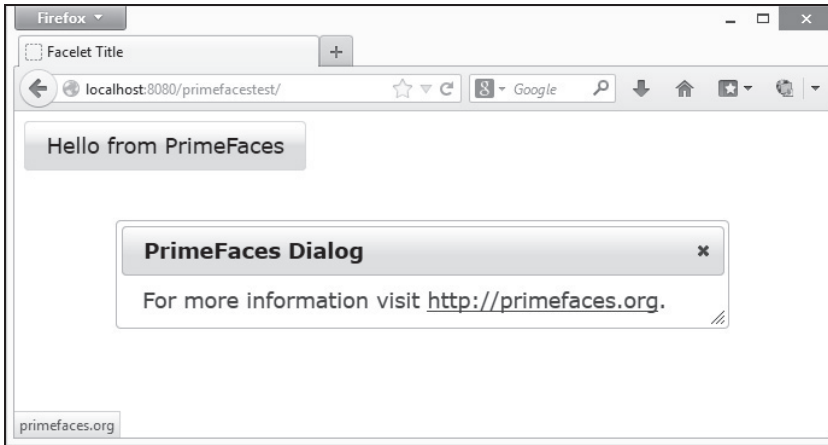 Firefox
Facelet Title
localhost:8080/primefacestest/
8 Google
Hello from PrimeFaces
PrimeFaces Dialog
For more information visit http://primefaces.org.
primefaces.org